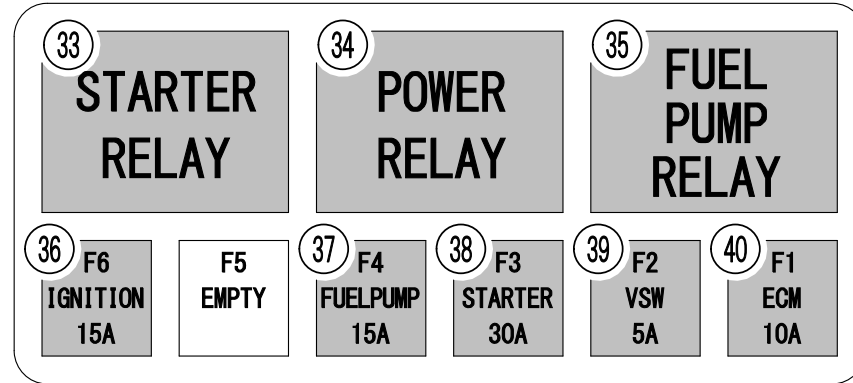 33
STARTER
RELAY
34
POWER
RELAY
35
FUEL
PUMP
RELAY
36
F6
IGNITION
15A
F5
EMPTY
37
F4
FUELPUMP
15A
38
F3
STARTER
30A
39
F2
VSW
5A
40
F1
ECM
10A